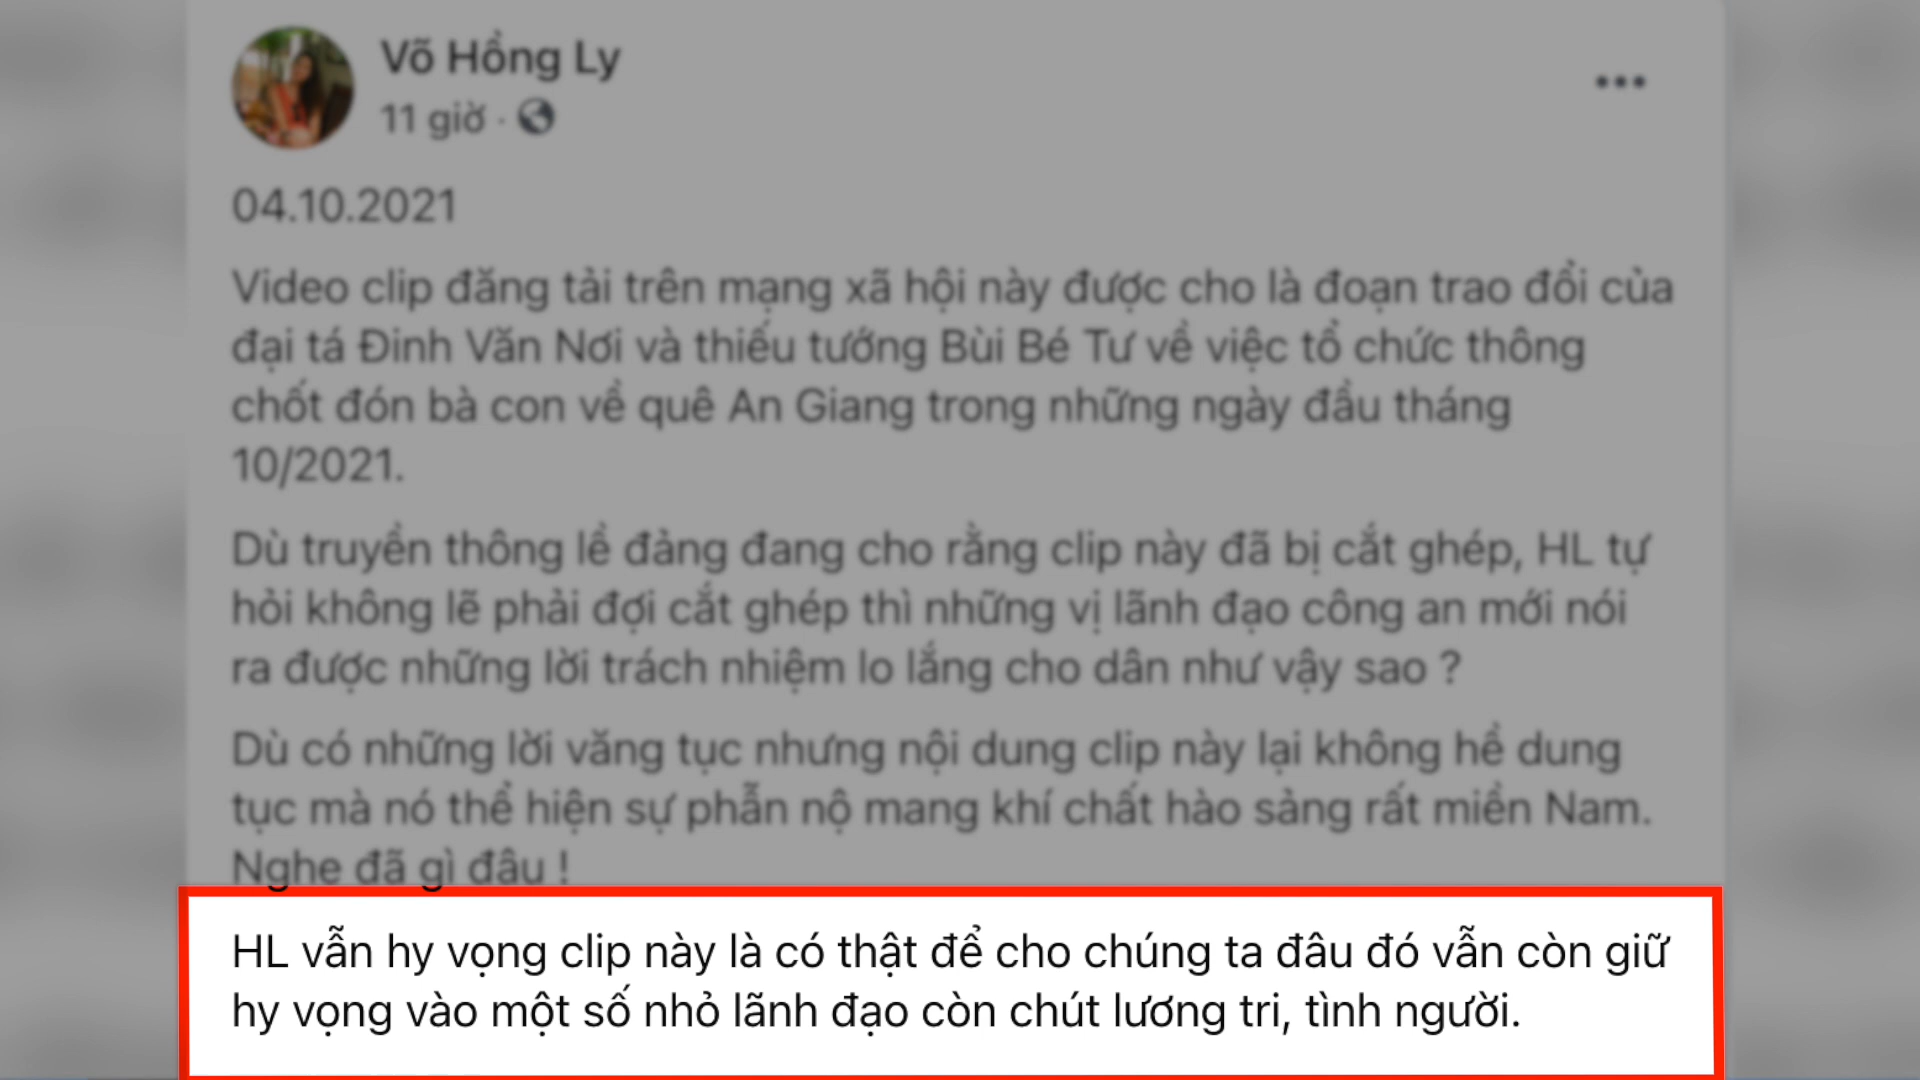 Võ Hồng Ly
11 giờ ·
04.10.2021
Video clip đăng tải trên mạng xã hội này được cho là đoạn trao đổi của
đại tá Đinh Văn Nơi và thiếu tướng Bùi Bé Tư về việc tổ chức thông
chốt đón bà con về quê An Giang trong những ngày đầu tháng
10/2021.
Dù truyền thông lề đảng đang cho rằng clip này đã bị cắt ghép, HL tự
hỏi không lẽ phải đợi cắt ghép thì những vị lãnh đạo công an mới nói
ra được những lời trách nhiệm lo lắng cho dân như vậy sao ?
Dù có những lời văng tục nhưng nội dung clip này lại không hề dung
tục mà nó thể hiện sự phẫn nộ mang khí chất hào sảng rất miền Nam.
Nghe đã gì đâu !
HL vẫn hy vọng clip này là có thật để cho chúng ta đâu đó vẫn còn giữ
hy vọng vào một số nhỏ lãnh đạo còn chút lương tri, tình người.